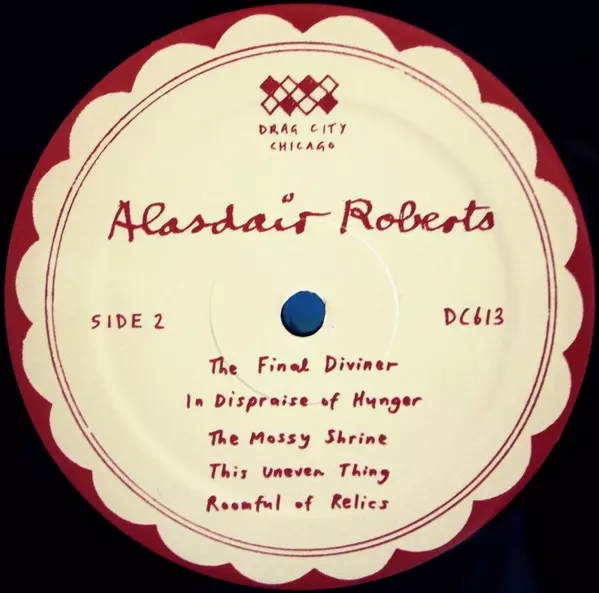 DRAG CITY
CHICAGO
Alasdair Roberts
SIDE 2
DC613
The Final Diviner
In Dispraise of Hunger
The Mossy Shrine
This Uneven Thing
Roomful of Relics